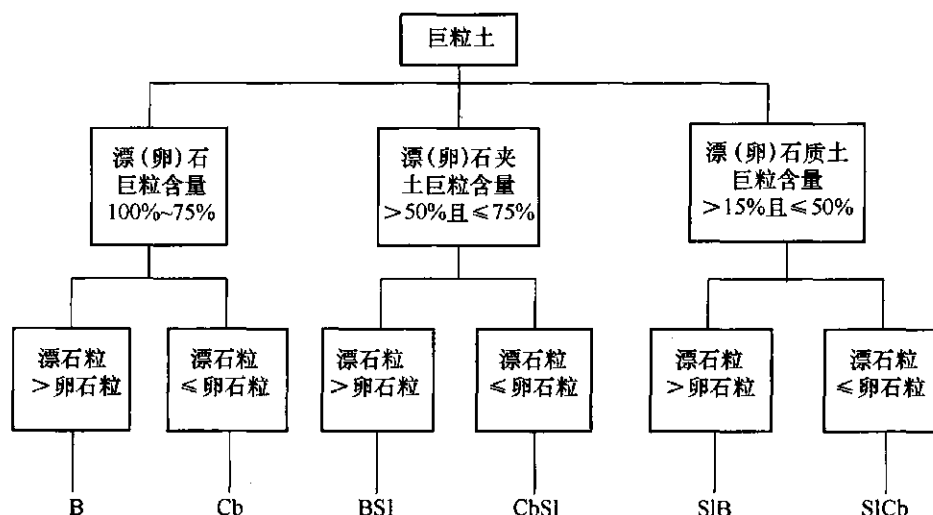 巨粒土
漂(卵)石
巨粒含量
100%~75%
漂(卵)石夹
土巨粒含量
>50%且≤75%
漂(卵)石质土
巨粒含量
>15%且≤50%
漂石粒
>卵石粒
漂石粒
≤卵石粒
漂石粒
>卵石粒
漂石粒
≤卵石粒
漂石粒
>卵石粒
漂石粒
≤卵石粒
B
Cb
BSl
CbSl
SlB
SlCb